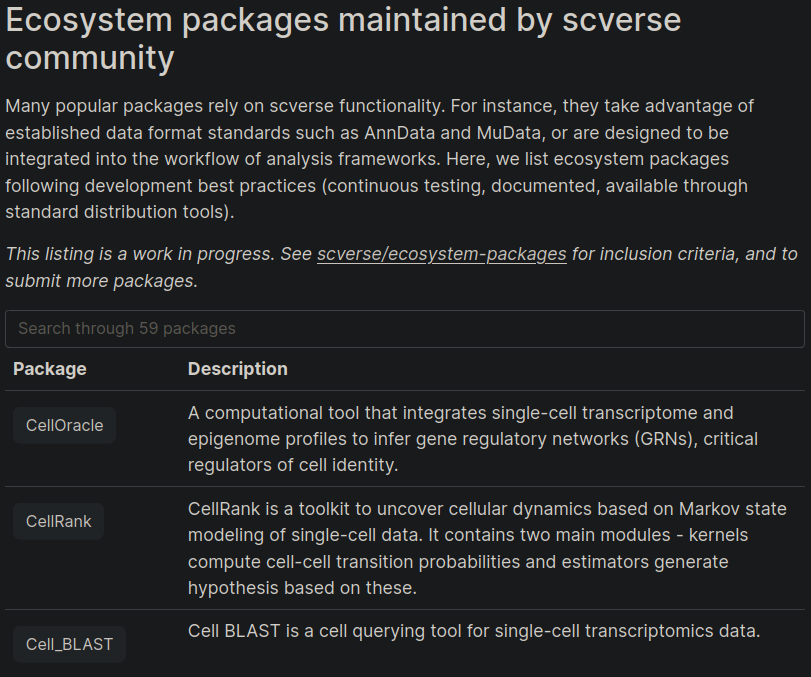 Ecosystem packages maintained by scverse
community
Many popular packages rely on scverse functionality. For instance, they take advantage of
established data format standards such as AnnData and MuData, or are designed to be
integrated into the workflow of analysis frameworks. Here, we list ecosystem packages
following development best practices (continuous testing, documented, available through
standard distribution tools).
This listing is a work in progress. See scverse/ecosystem-packages for inclusion criteria, and to
submit more packages.
Search through 59 packages
Package Description
CellOracle
A computational tool that integrates single-cell transcriptome and
epigenome profiles to infer gene regulatory networks (GRNs), critical
regulators of cell identity.
CellRank
CellRank is a toolkit to uncover cellular dynamics based on Markov state
modeling of single-cell data. It contains two main modules - kernels
compute cell-cell transition probabilities and estimators generate
hypothesis based on these.
Cell_BLAST
Cell BLAST is a cell querying tool for single-cell transcriptomics data.